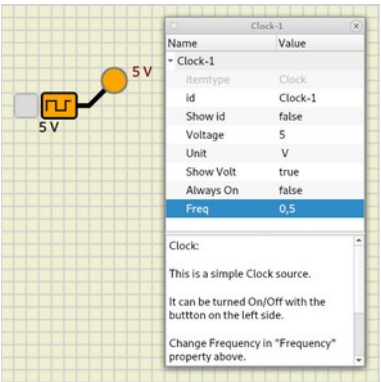 Clock-1
Name Value
Clock-1
itemtype Clock
id Clock-1
Show id false
Voltage 5
Unit V
Show Volt true
Always On false
Freq 0,5
Clock:
This is a simple Clock source.
It can be turned On/Off with the
buttton on the left side.
Change Frequency in "Frequency"
property above.
5 V
5 V